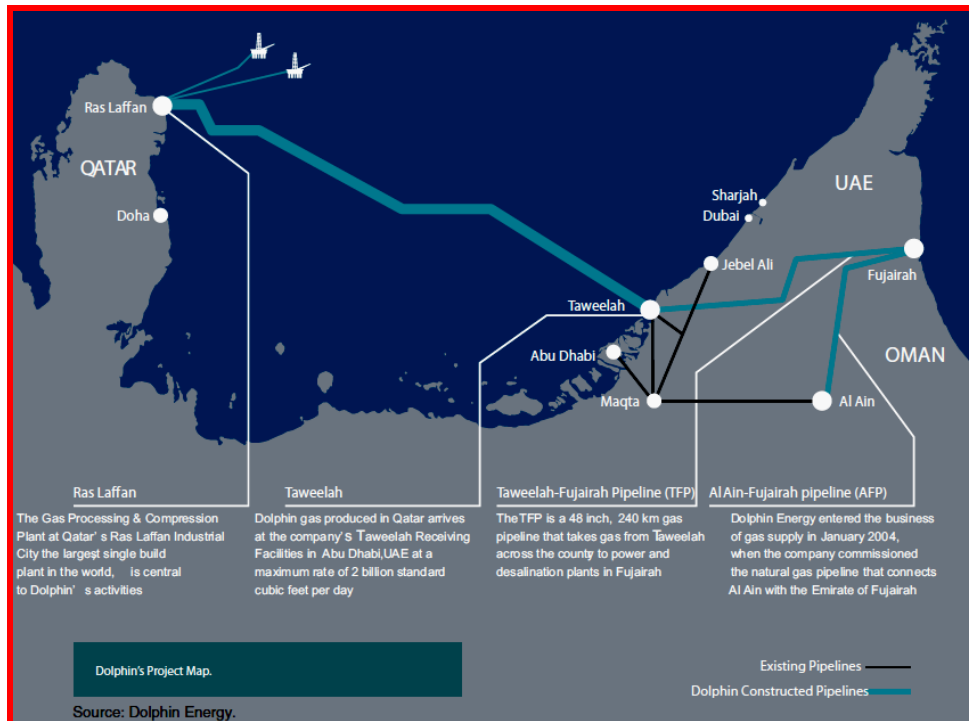 Ras Laffan
QATAR
Doha
Sharjah
Dubai
UAE
Jebel Ali
Fujairah
Taweelah
Abu Dhabi
OMAN
Maqta
Al Ain
Ras Laffan
The Gas Processing & Compression
Plant at Qatar' s Ras Laffan Industrial
City the largest single build
plant in the world, is central
to Dolphin' s activities
Taweelah
Dolphin gas produced in Qatar arrives
at the company's Taweelah Receiving
Facilities in Abu Dhabi,UAE at a
maximum rate of 2 billion standard
cubic feet per day
Taweelah-Fujairah Pipeline (TFP)
The TFP is a 48 inch, 240 km gas
pipeline that takes gas from Taweelah
across the county to power and
desalination plants in Fujairah
Al Ain-Fujairah pipeline (AFP)
Dolphin Energy entered the business
of gas supply in January 2004,
when the company commissioned
the natural gas pipeline that connects
Al Ain with the Emirate of Fujairah
Dolphin's Project Map.
Existing Pipelines
Dolphin Constructed Pipelines
Source: Dolphin Energy.